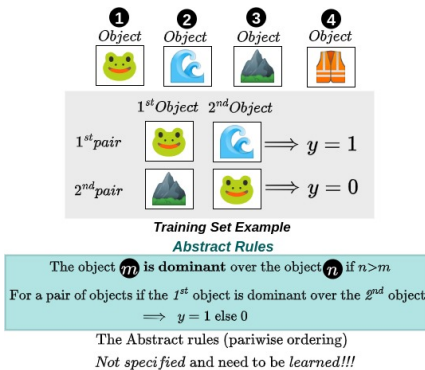 1 2 3 4
Object Object Object Object
1st Object 2nd Object
1st pair ⟹ y = 1
2nd pair ⟹ y = 0
Training Set Example
Abstract Rules
The object m is dominant over the object n if n>m
For a pair of objects if the 1st object is dominant over the 2nd object
⟹ y = 1 else 0
The Abstract rules (pariwise ordering)
Not specified and need to be learned!!!